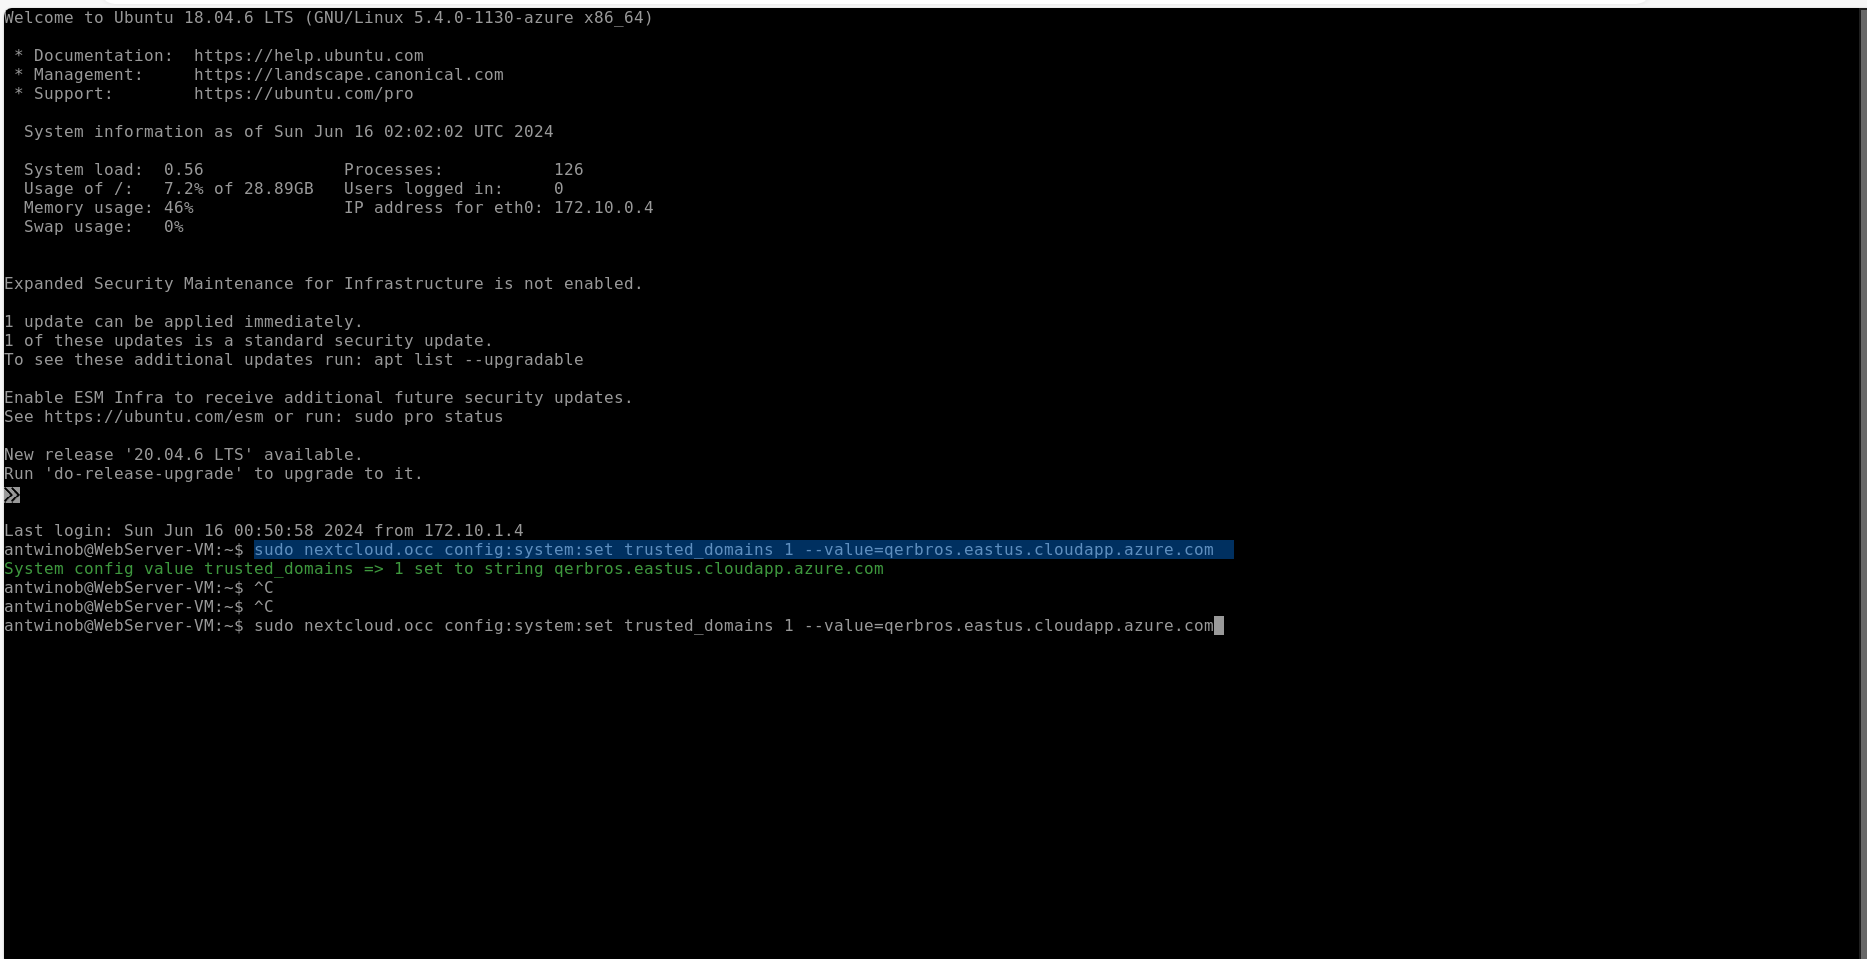 Welcome to Ubuntu 18.04.6 LTS (GNU/Linux 5.4.0-1130-azure x86_64)
* Documentation:  https://help.ubuntu.com
* Management:     https://landscape.canonical.com
* Support:        https://ubuntu.com/pro
System information as of Sun Jun 16 02:02:02 UTC 2024
System load:  0.56              Processes:           126
Usage of /:   7.2% of 28.89GB   Users logged in:     0
Memory usage: 46%               IP address for eth0: 172.10.0.4
Swap usage:   0%
Expanded Security Maintenance for Infrastructure is not enabled.
1 update can be applied immediately.
1 of these updates is a standard security update.
To see these additional updates run: apt list --upgradable
Enable ESM Infra to receive additional future security updates.
See https://ubuntu.com/esm or run: sudo pro status
New release '20.04.6 LTS' available.
Run 'do-release-upgrade' to upgrade to it.
Last login: Sun Jun 16 00:50:58 2024 from 172.10.1.4
antwinob@WebServer-VM:~$ sudo nextcloud.occ config:system:set trusted_domains 1 --value=qerbros.eastus.cloudapp.azure.com
System config value trusted_domains => 1 set to string qerbros.eastus.cloudapp.azure.com
antwinob@WebServer-VM:~$ ^C
antwinob@WebServer-VM:~$ ^C
antwinob@WebServer-VM:~$ sudo nextcloud.occ config:system:set trusted_domains 1 --value=qerbros.eastus.cloudapp.azure.com